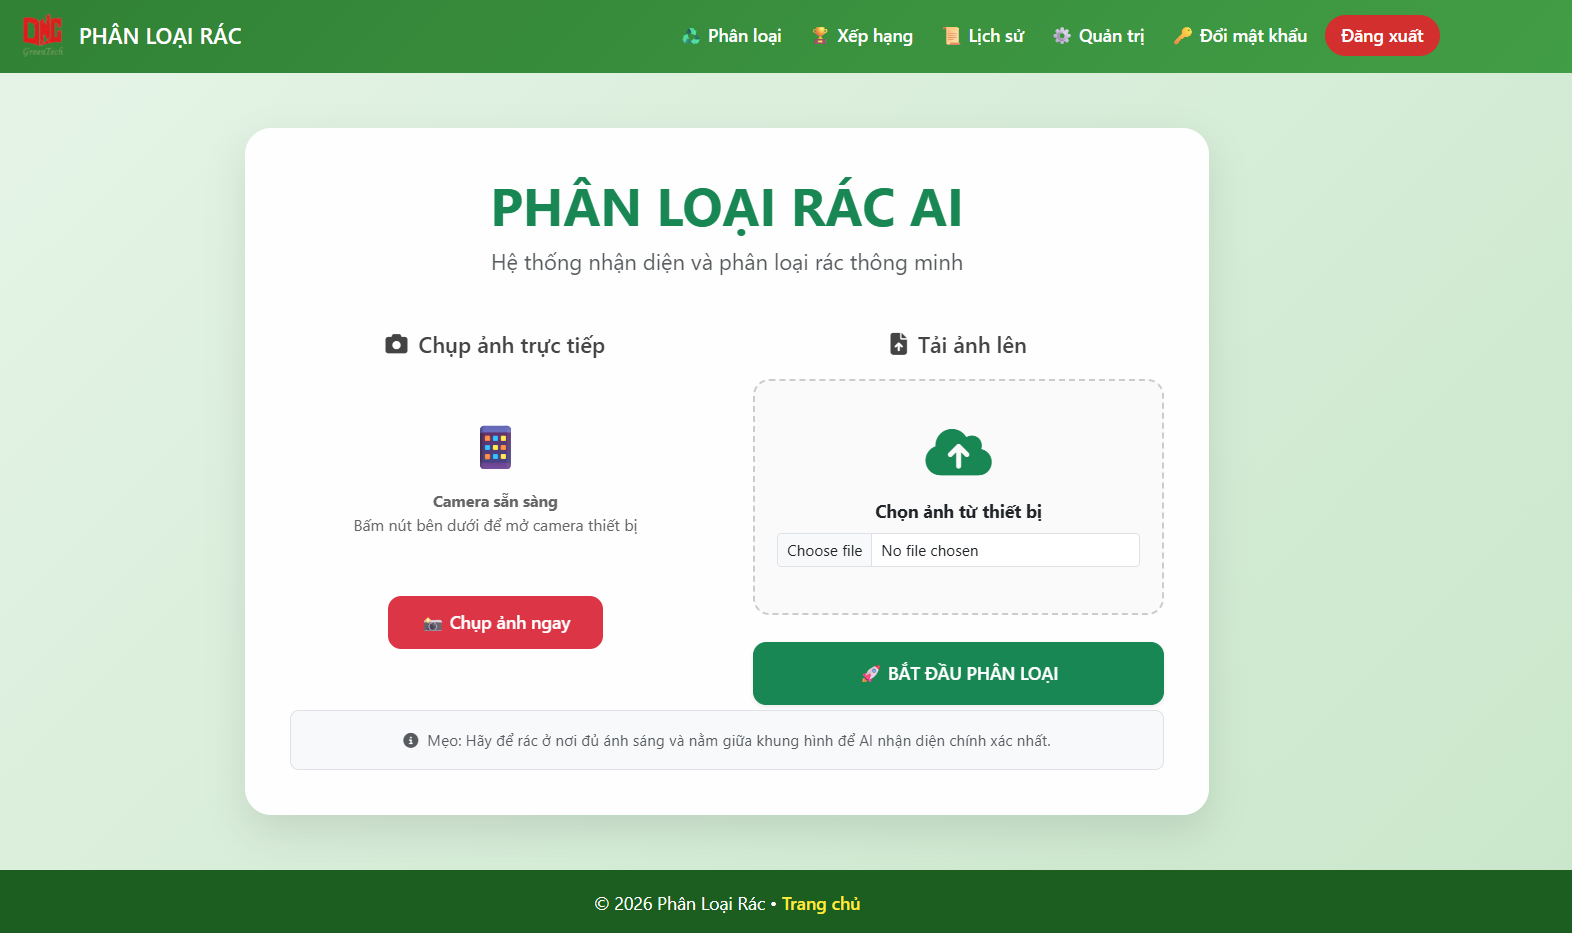 DNC
GreenTech
PHÂN LOẠI RÁC
Phân loại
Xếp hạng
Lịch sử
Quản trị
Đổi mật khẩu
Đăng xuất
PHÂN LOẠI RÁC AI
Hệ thống nhận diện và phân loại rác thông minh
Chụp ảnh trực tiếp
Camera sẵn sàng
Bấm nút bên dưới để mở camera thiết bị
Chụp ảnh ngay
Tải ảnh lên
Chọn ảnh từ thiết bị
Choose file No file chosen
BẮT ĐẦU PHÂN LOẠI
Mẹo: Hãy để rác ở nơi đủ ánh sáng và nằm giữa khung hình để AI nhận diện chính xác nhất.
© 2026 Phân Loại Rác • Trang chủ